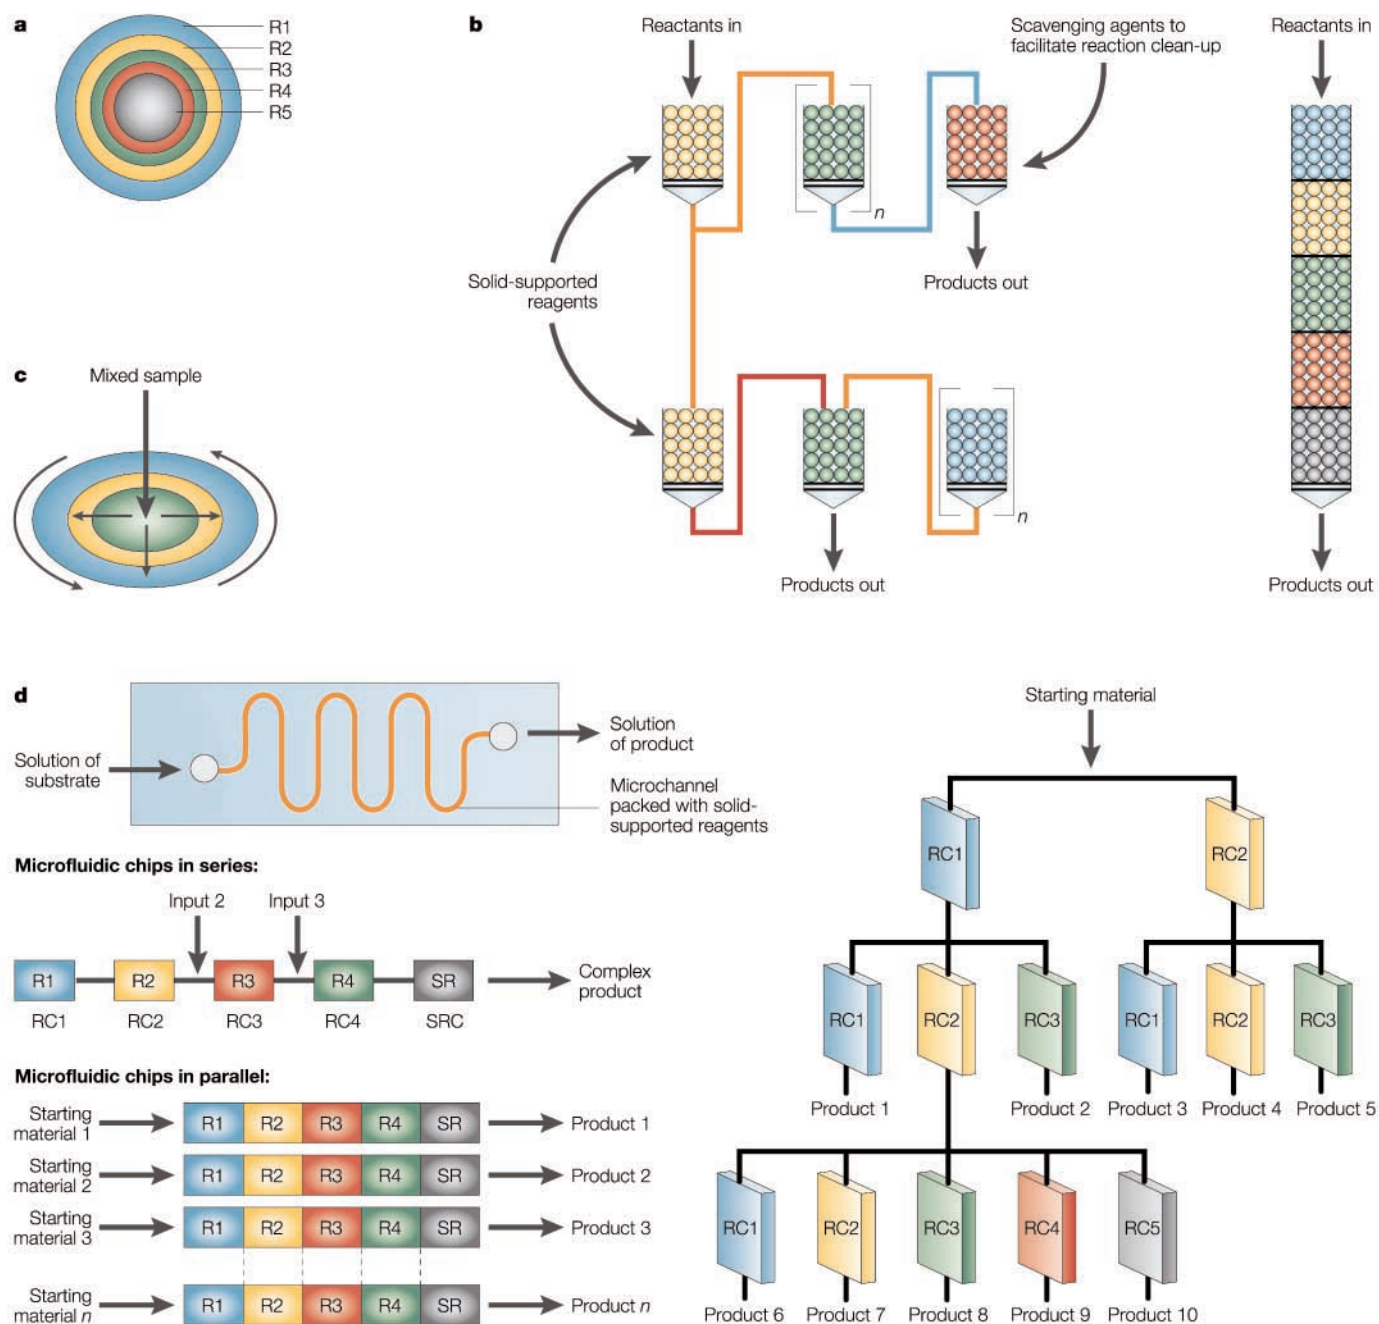 a
R1
R2
R3
R4
R5
b
Reactants in
Scavenging agents to
facilitate reaction clean-up
Reactants in
n
Products out
Solid-supported
reagents
n
Products out
Products out
c
Mixed sample
d
Solution of
substrate
Solution
of product
Microchannel
packed with solid-
supported reagents
Microfluidic chips in series:
Input 2 Input 3
R1 R2 R3 R4 SR
Complex
product
RC1 RC2 RC3 RC4 SRC
Microfluidic chips in parallel:
Starting
material 1
R1 R2 R3 R4 SR
Product 1
Starting
material 2
R1 R2 R3 R4 SR
Product 2
Starting
material 3
R1 R2 R3 R4 SR
Product 3
Starting
material n
R1 R2 R3 R4 SR
Product n
Starting material
RC1 RC2
RC1 RC2 RC3 RC1 RC2 RC3
Product 1 Product 2 Product 3 Product 4 Product 5
RC1 RC2 RC3 RC4 RC5
Product 6 Product 7 Product 8 Product 9 Product 10